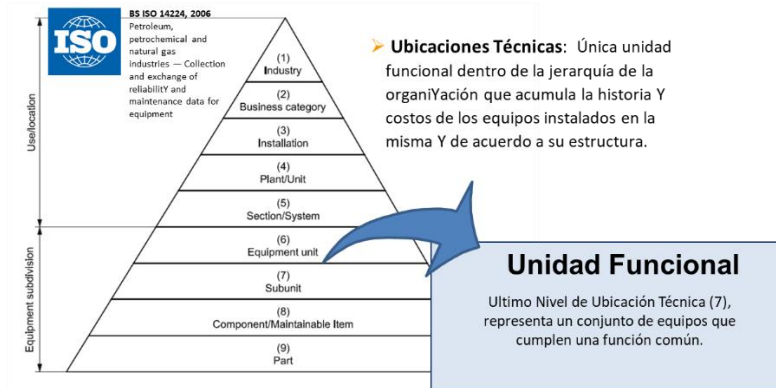 ISO
BS ISO 14224, 2006
Petroleum,
petrochemical and
natural gas
industries — Collection
and exchange of
reliabilitY and
maintenance data for
equipment
Use/location
Equipment subdivision
(1)
Industry
(2)
Business category
(3)
Installation
(4)
Plant/Unit
(5)
Section/System
(6)
Equipment unit
(7)
Subunit
(8)
Component/Maintainable Item
(9)
Part
Ubicaciones Técnicas: Única unidad
funcional dentro de la jerarquía de la
organiYación que acumula la historia Y
costos de los equipos instalados en la
misma Y de acuerdo a su estructura.
Unidad Funcional
Ultimo Nivel de Ubicación Técnica (7),
representa un conjunto de equipos que
cumplen una función común.